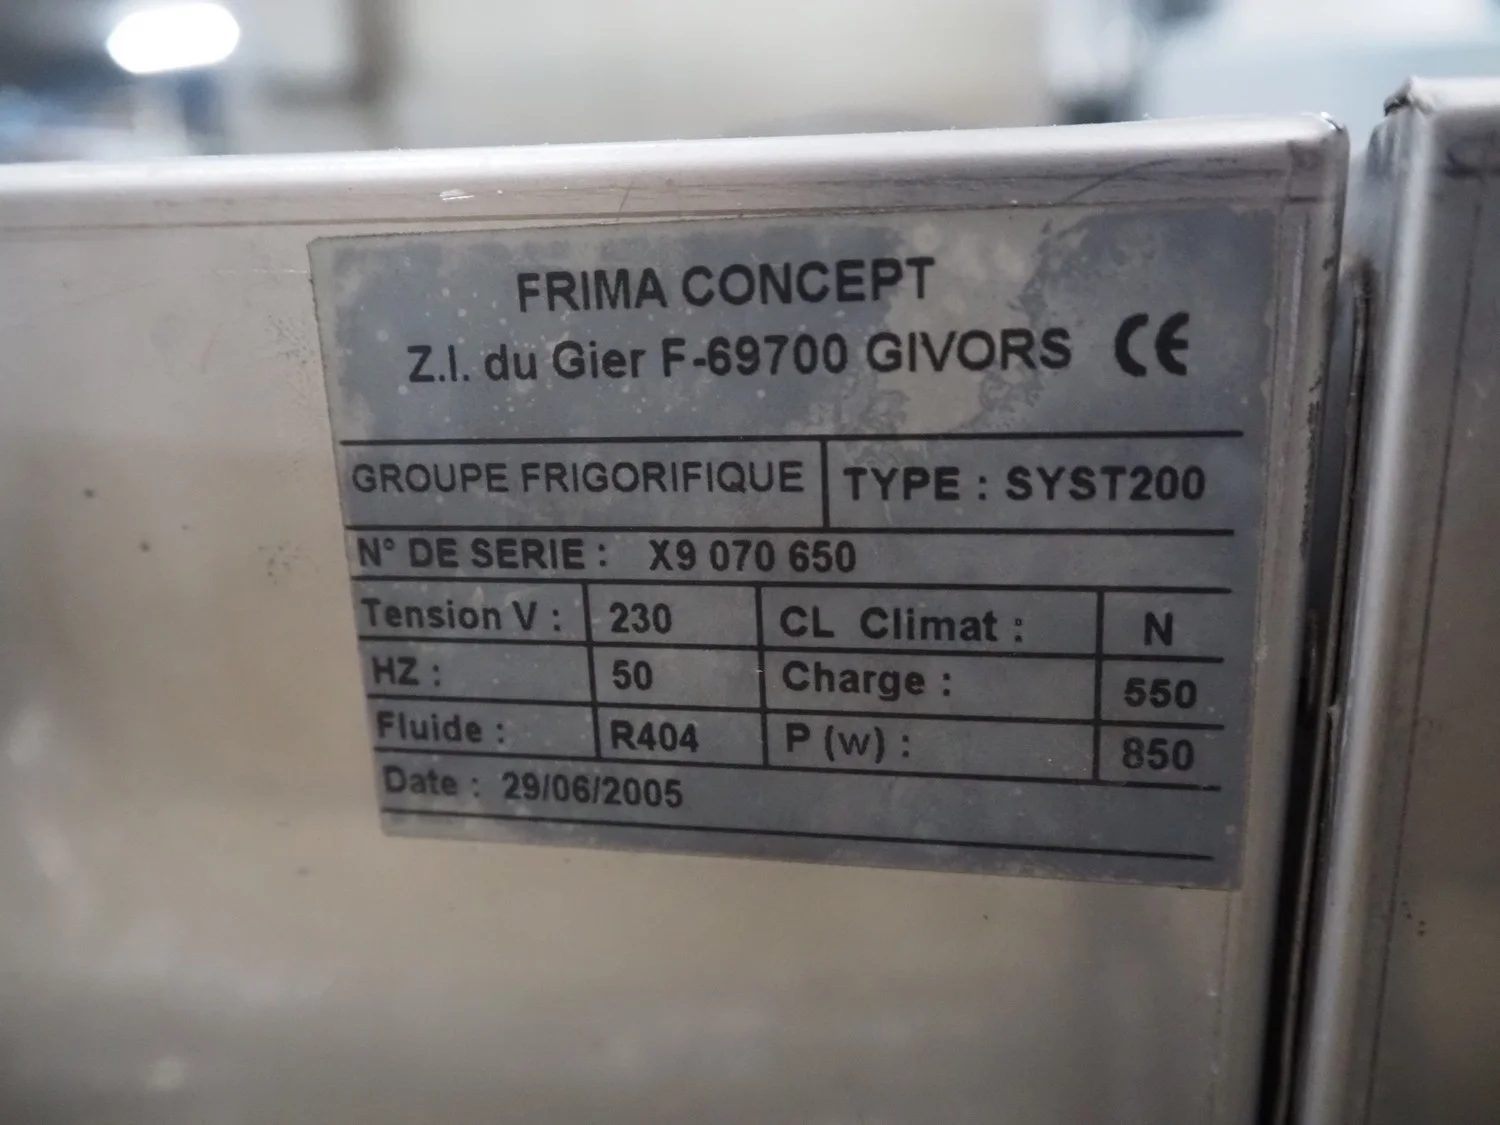 FRIMA CONCEPT
Z.I. du Gier F-69700 GIVORS CE
GROUPE FRIGORIFIQUE TYPE : SYST200
N° DE SERIE : X9 070 650
Tension V : 230 CL Climat : N
HZ : 50 Charge : 550
Fluide : R404 P (w) : 850
Date : 29/06/2005